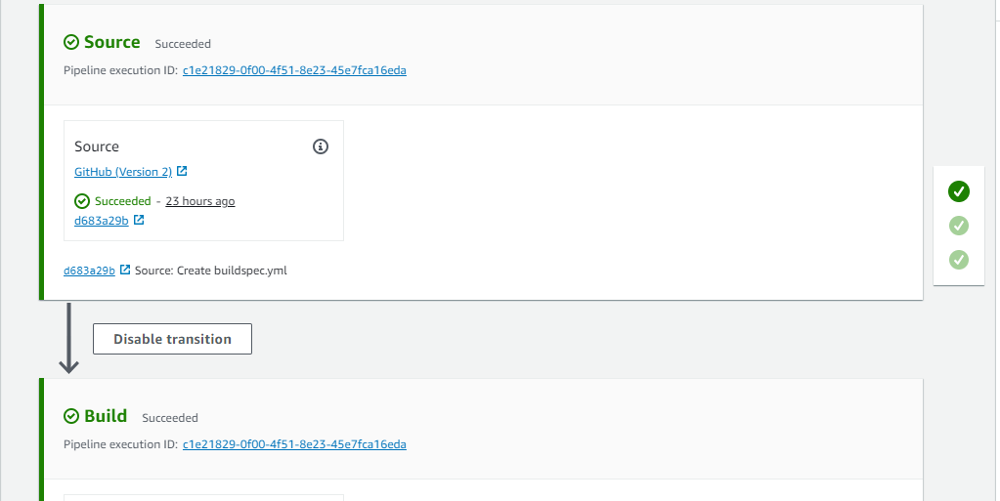 Source Succeeded
Pipeline execution ID: c1e21829-0f00-4f51-8e23-45e7fca16eda
Source
GitHub (Version 2)
Succeeded - 23 hours ago
d683a29b
d683a29b Source: Create buildspec.yml
Disable transition
Build Succeeded
Pipeline execution ID: c1e21829-0f00-4f51-8e23-45e7fca16eda